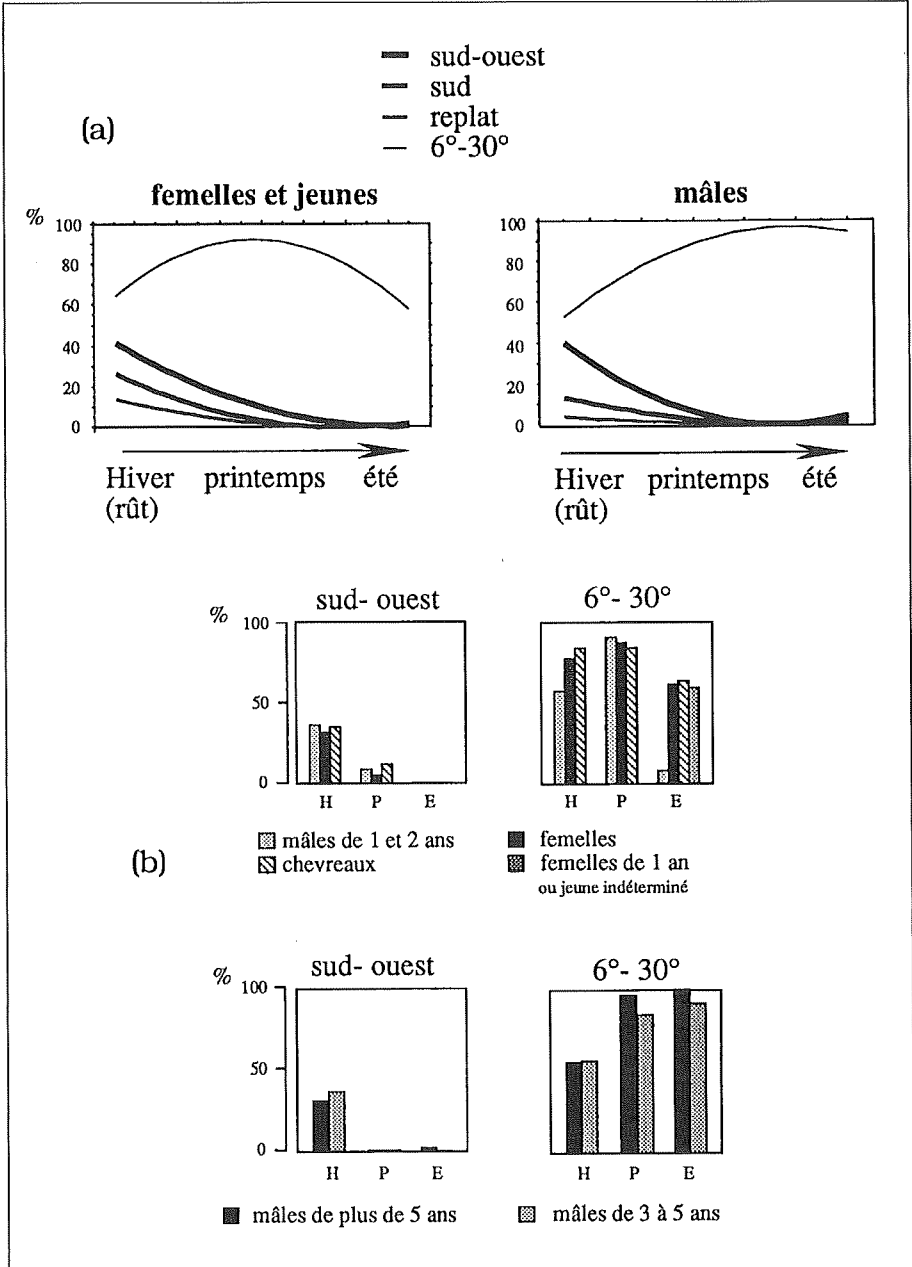 sud-ouest
sud
(a)
replat
6°-30°
femelles et jeunes
mâles
%
100
80
60
40
20
0
100
80
60
40
20
0
Hiver printemps été
(rût)
Hiver printemps été
(rût)
sud- ouest
6°- 30°
%
100
50
0
H P E
H P E
(b)
mâles de 1 et 2 ans
chevreaux
femelles
femelles de 1 an
ou jeune indéterminé
sud- ouest
6°- 30°
%
100
50
0
H P E
H P E
mâles de plus de 5 ans
mâles de 3 à 5 ans